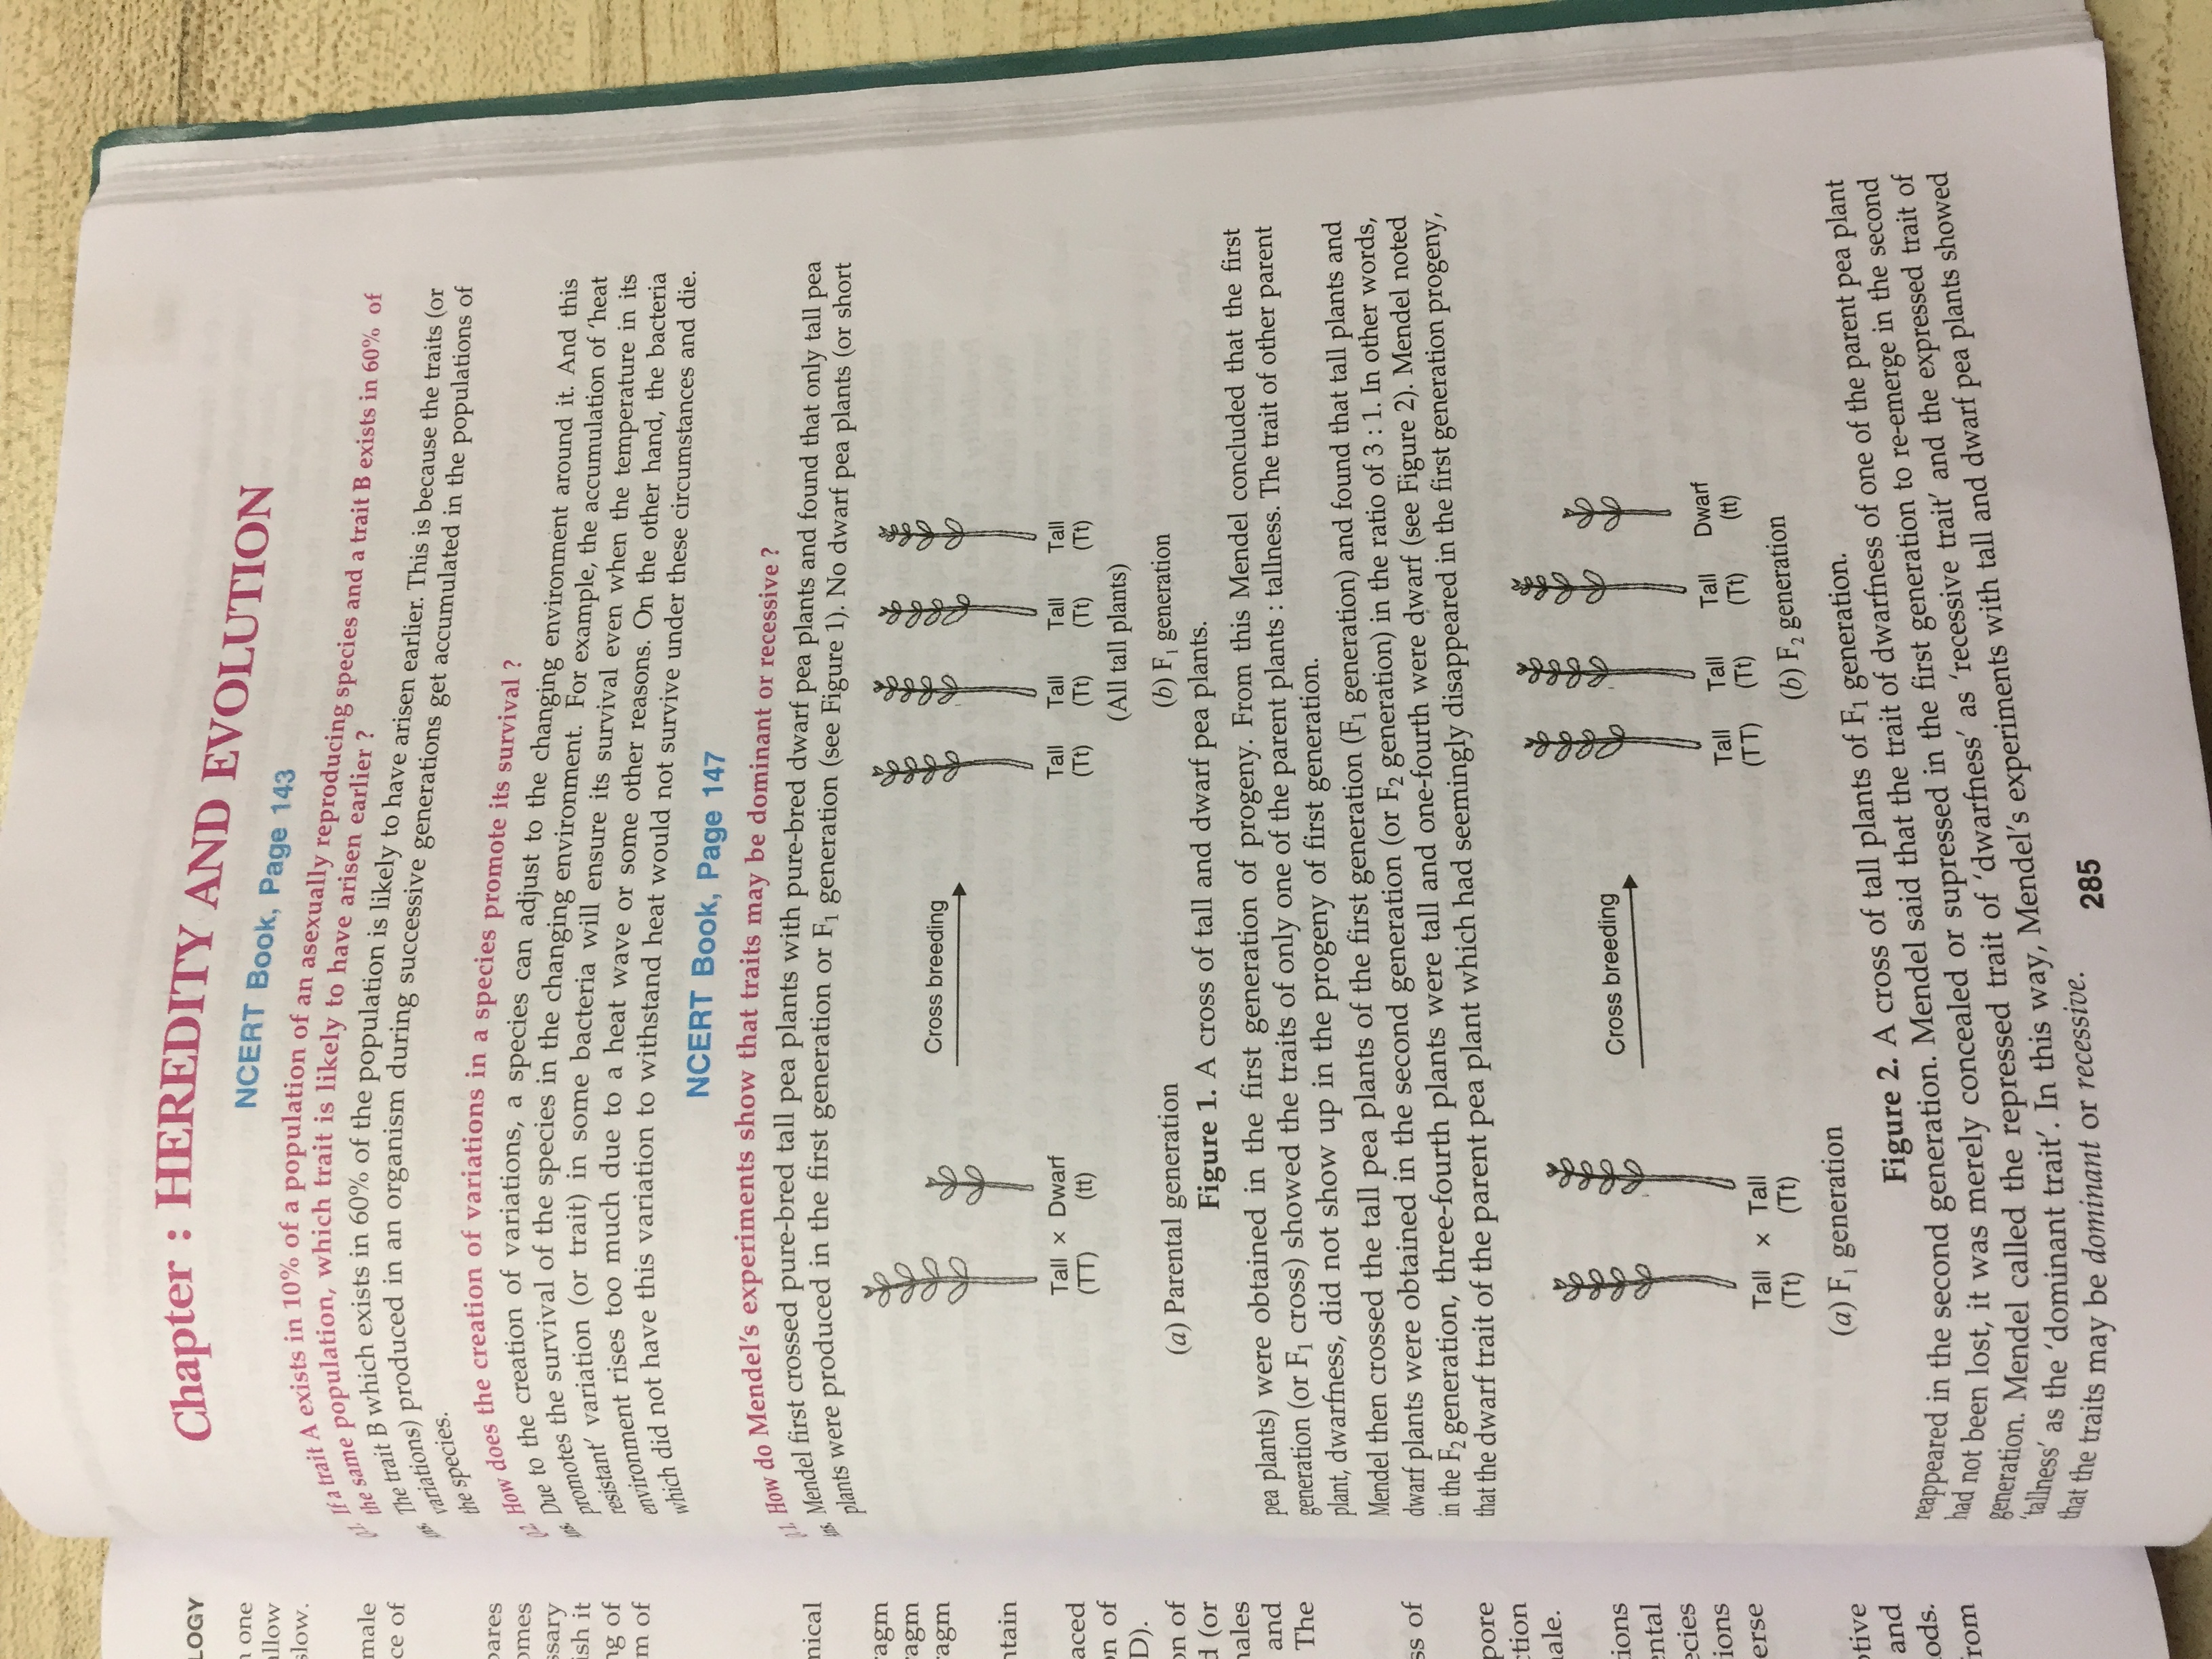 LOGY
n one
allow
slow.
male
ce of
pares
omes
ssary
ish it
ng of
m of
mical
ragm
ragm
ragm
ntain
aced
on of
D).
on of
d (or
nales
and
The
ss of
pore
ction
nale.
tions
ental
ecies
ions
erse
ptive
and
ods.
from
Chapter : HEREDITY AND EVOLUTION
NCERT Book, Page 143
Q.1. If a trait A exists in 10% of a population of an asexually reproducing species and a trait B exists in 60% of
the same population, which trait is likely to have arisen earlier ?
Ans. The trait B which exists in 60% of the population is likely to have arisen earlier. This is because the traits (or
variations) produced in an organism during successive generations get accumulated in the populations of
the species.
Q.2. How does the creation of variations in a species promote its survival ?
Ans. Due to the creation of variations, a species can adjust to the changing environment around it. And this
promotes the survival of the species in the changing environment. For example, the accumulation of ‘heat
resistant’ variation (or trait) in some bacteria will ensure its survival even when the temperature in its
environment rises too much due to a heat wave or some other reasons. On the other hand, the bacteria
which did not have this variation to withstand heat would not survive under these circumstances and die.
NCERT Book, Page 147
Q.1. How do Mendel’s experiments show that traits may be dominant or recessive ?
Ans. Mendel first crossed pure-bred tall pea plants with pure-bred dwarf pea plants and found that only tall pea
plants were produced in the first generation or F₁ generation (see Figure 1). No dwarf pea plants (or short
Cross breeding
Tall × Dwarf
(TT) (tt)
Tall Tall Tall Tall
(Tt) (Tt) (Tt) (Tt)
(All tall plants)
(a) Parental generation
(b) F₁ generation
Figure 1. A cross of tall and dwarf pea plants.
pea plants) were obtained in the first generation of progeny. From this Mendel concluded that the first
generation (or F₁ cross) showed the traits of only one of the parent plants : tallness. The trait of other parent
plant, dwarfness, did not show up in the progeny of first generation.
Mendel then crossed the tall pea plants of the first generation (F₁ generation) and found that tall plants and
dwarf plants were obtained in the second generation (or F₂ generation) in the ratio of 3 : 1. In other words,
in the F₂ generation, three-fourth plants were tall and one-fourth were dwarf (see Figure 2). Mendel noted
that the dwarf trait of the parent pea plant which had seemingly disappeared in the first generation progeny,
Cross breeding
Tall × Tall
(Tt) (Tt)
Tall Tall Tall Dwarf
(TT) (Tt) (Tt) (tt)
(a) F₁ generation
(b) F₂ generation
Figure 2. A cross of tall plants of F₁ generation.
reappeared in the second generation. Mendel said that the trait of dwarfness of one of the parent pea plant
had not been lost, it was merely concealed or supressed in the first generation to re-emerge in the second
generation. Mendel called the repressed trait of ‘dwarfness’ as ‘recessive trait’ and the expressed trait of
‘tallness’ as the ‘dominant trait’. In this way, Mendel’s experiments with tall and dwarf pea plants showed
that the traits may be dominant or recessive.
285